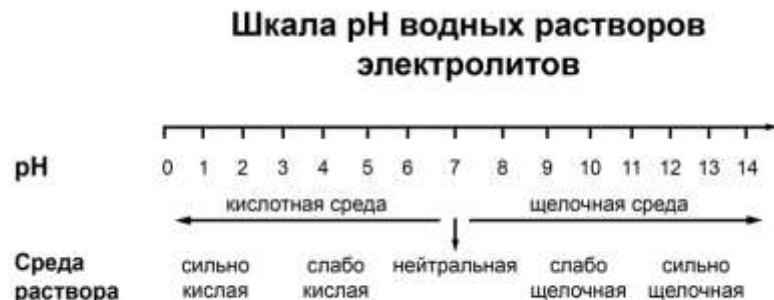 Шкала pH водных растворов
электролитов
pH 0 1 2 3 4 5 6 7 8 9 10 11 12 13 14
кислотная среда щелочная среда
Среда сильно слабо нейтральная слабо сильно
раствора кислая кислая щелочная щелочная